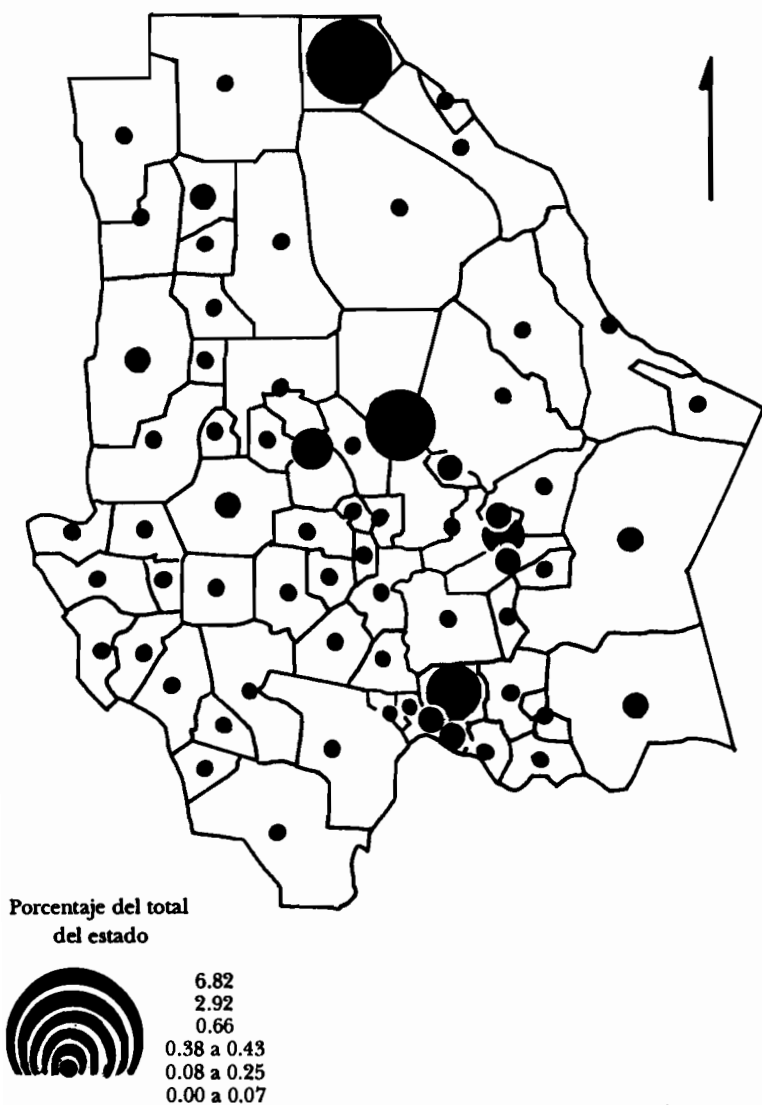 Porcentaje del total
del estado
6.82
2.92
0.66
0.38 a 0.43
0.08 a 0.25
0.00 a 0.07